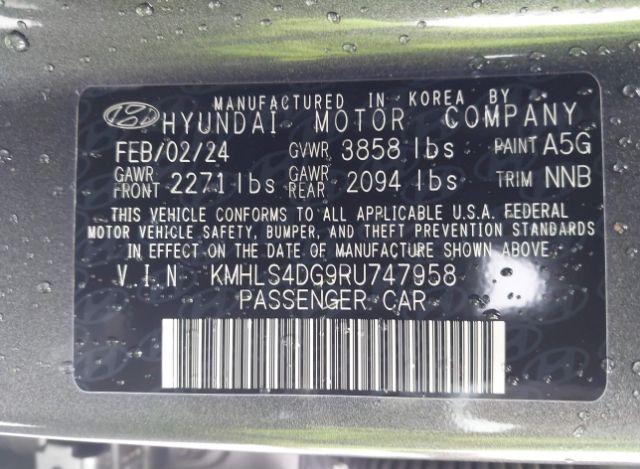 MANUFACTURED IN KOREA BY
HYUNDAI MOTOR COMPANY
FEB/02/24 GVWR 3858 lbs PAINT A5G
GAWR FRONT 2271 lbs GAWR REAR 2094 lbs TRIM NNB
THIS VEHICLE CONFORMS TO ALL APPLICABLE U.S.A. FEDERAL
MOTOR VEHICLE SAFETY, BUMPER, AND THEFT PREVENTION STANDARDS
IN EFFECT ON THE DATE OF MANUFACTURE SHOWN ABOVE.
VIN KMHLS4DG9RU747958
PASSENGER CAR